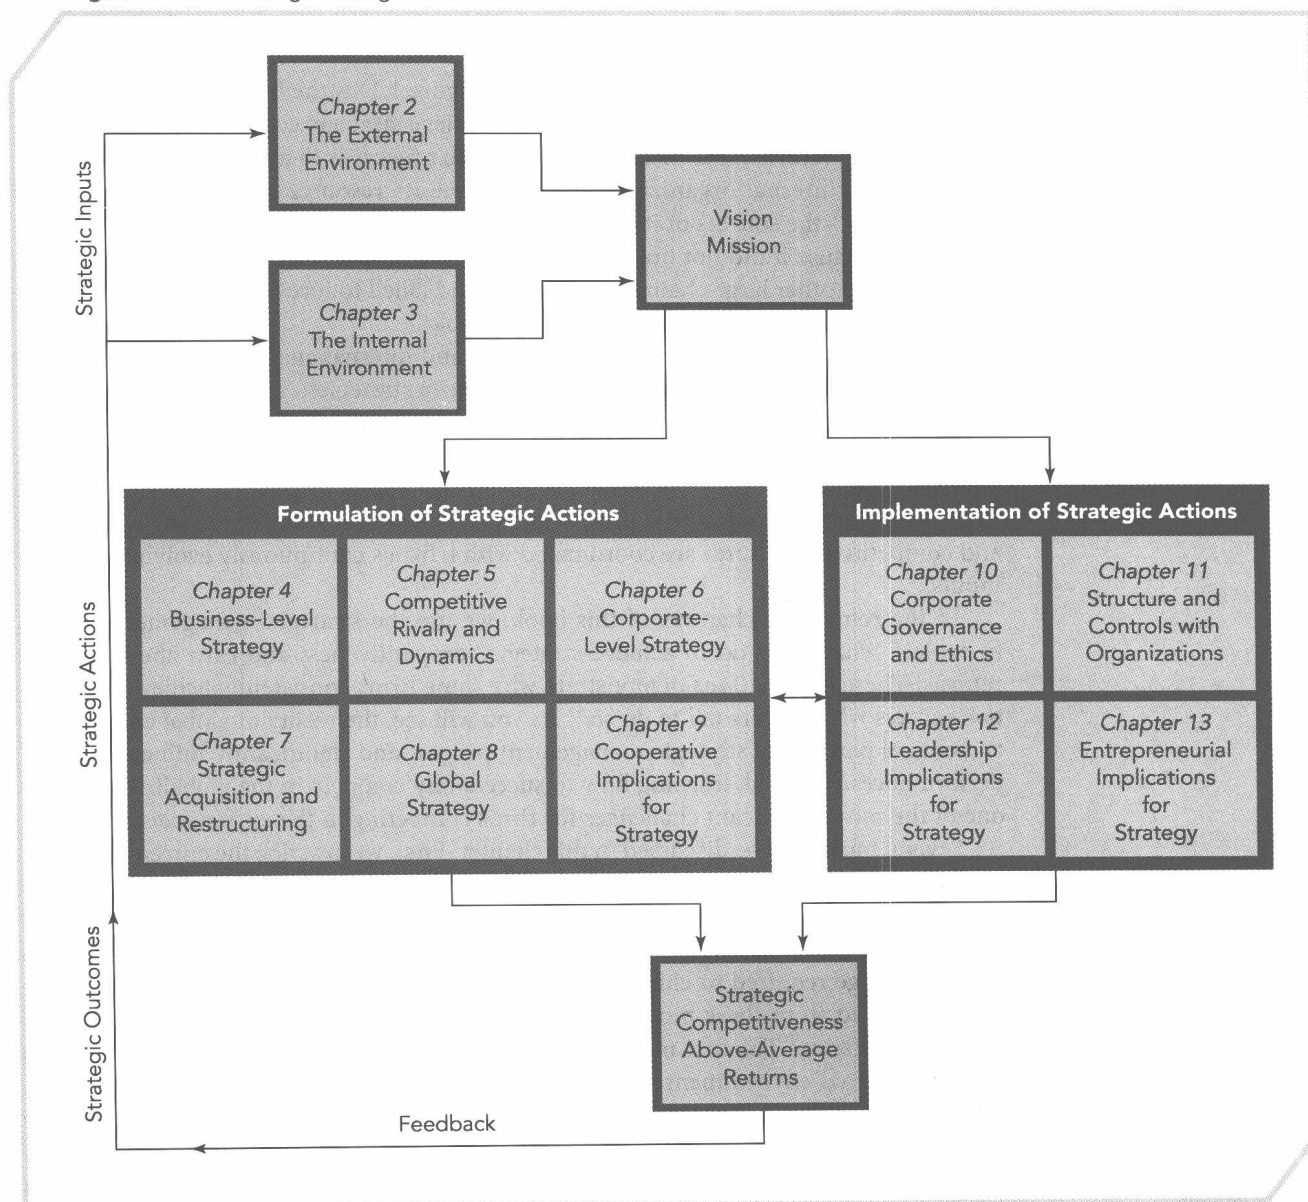 Chapter 2
The External
Environment
Strategic Inputs
Vision
Mission
Chapter 3
The Internal
Environment
Formulation of Strategic Actions
Chapter 4
Business-Level
Strategy
Chapter 5
Competitive
Rivalry and
Dynamics
Chapter 6
Corporate-
Level Strategy
Chapter 7
Strategic
Acquisition and
Restructuring
Chapter 8
Global
Strategy
Chapter 9
Cooperative
Implications
for
Strategy
Implementation of Strategic Actions
Chapter 10
Corporate
Governance
and Ethics
Chapter 11
Structure and
Controls with
Organizations
Chapter 12
Leadership
Implications
for
Strategy
Chapter 13
Entrepreneurial
Implications
for
Strategy
Strategic Actions
Strategic
Competitiveness
Above-Average
Returns
Strategic Outcomes
Feedback